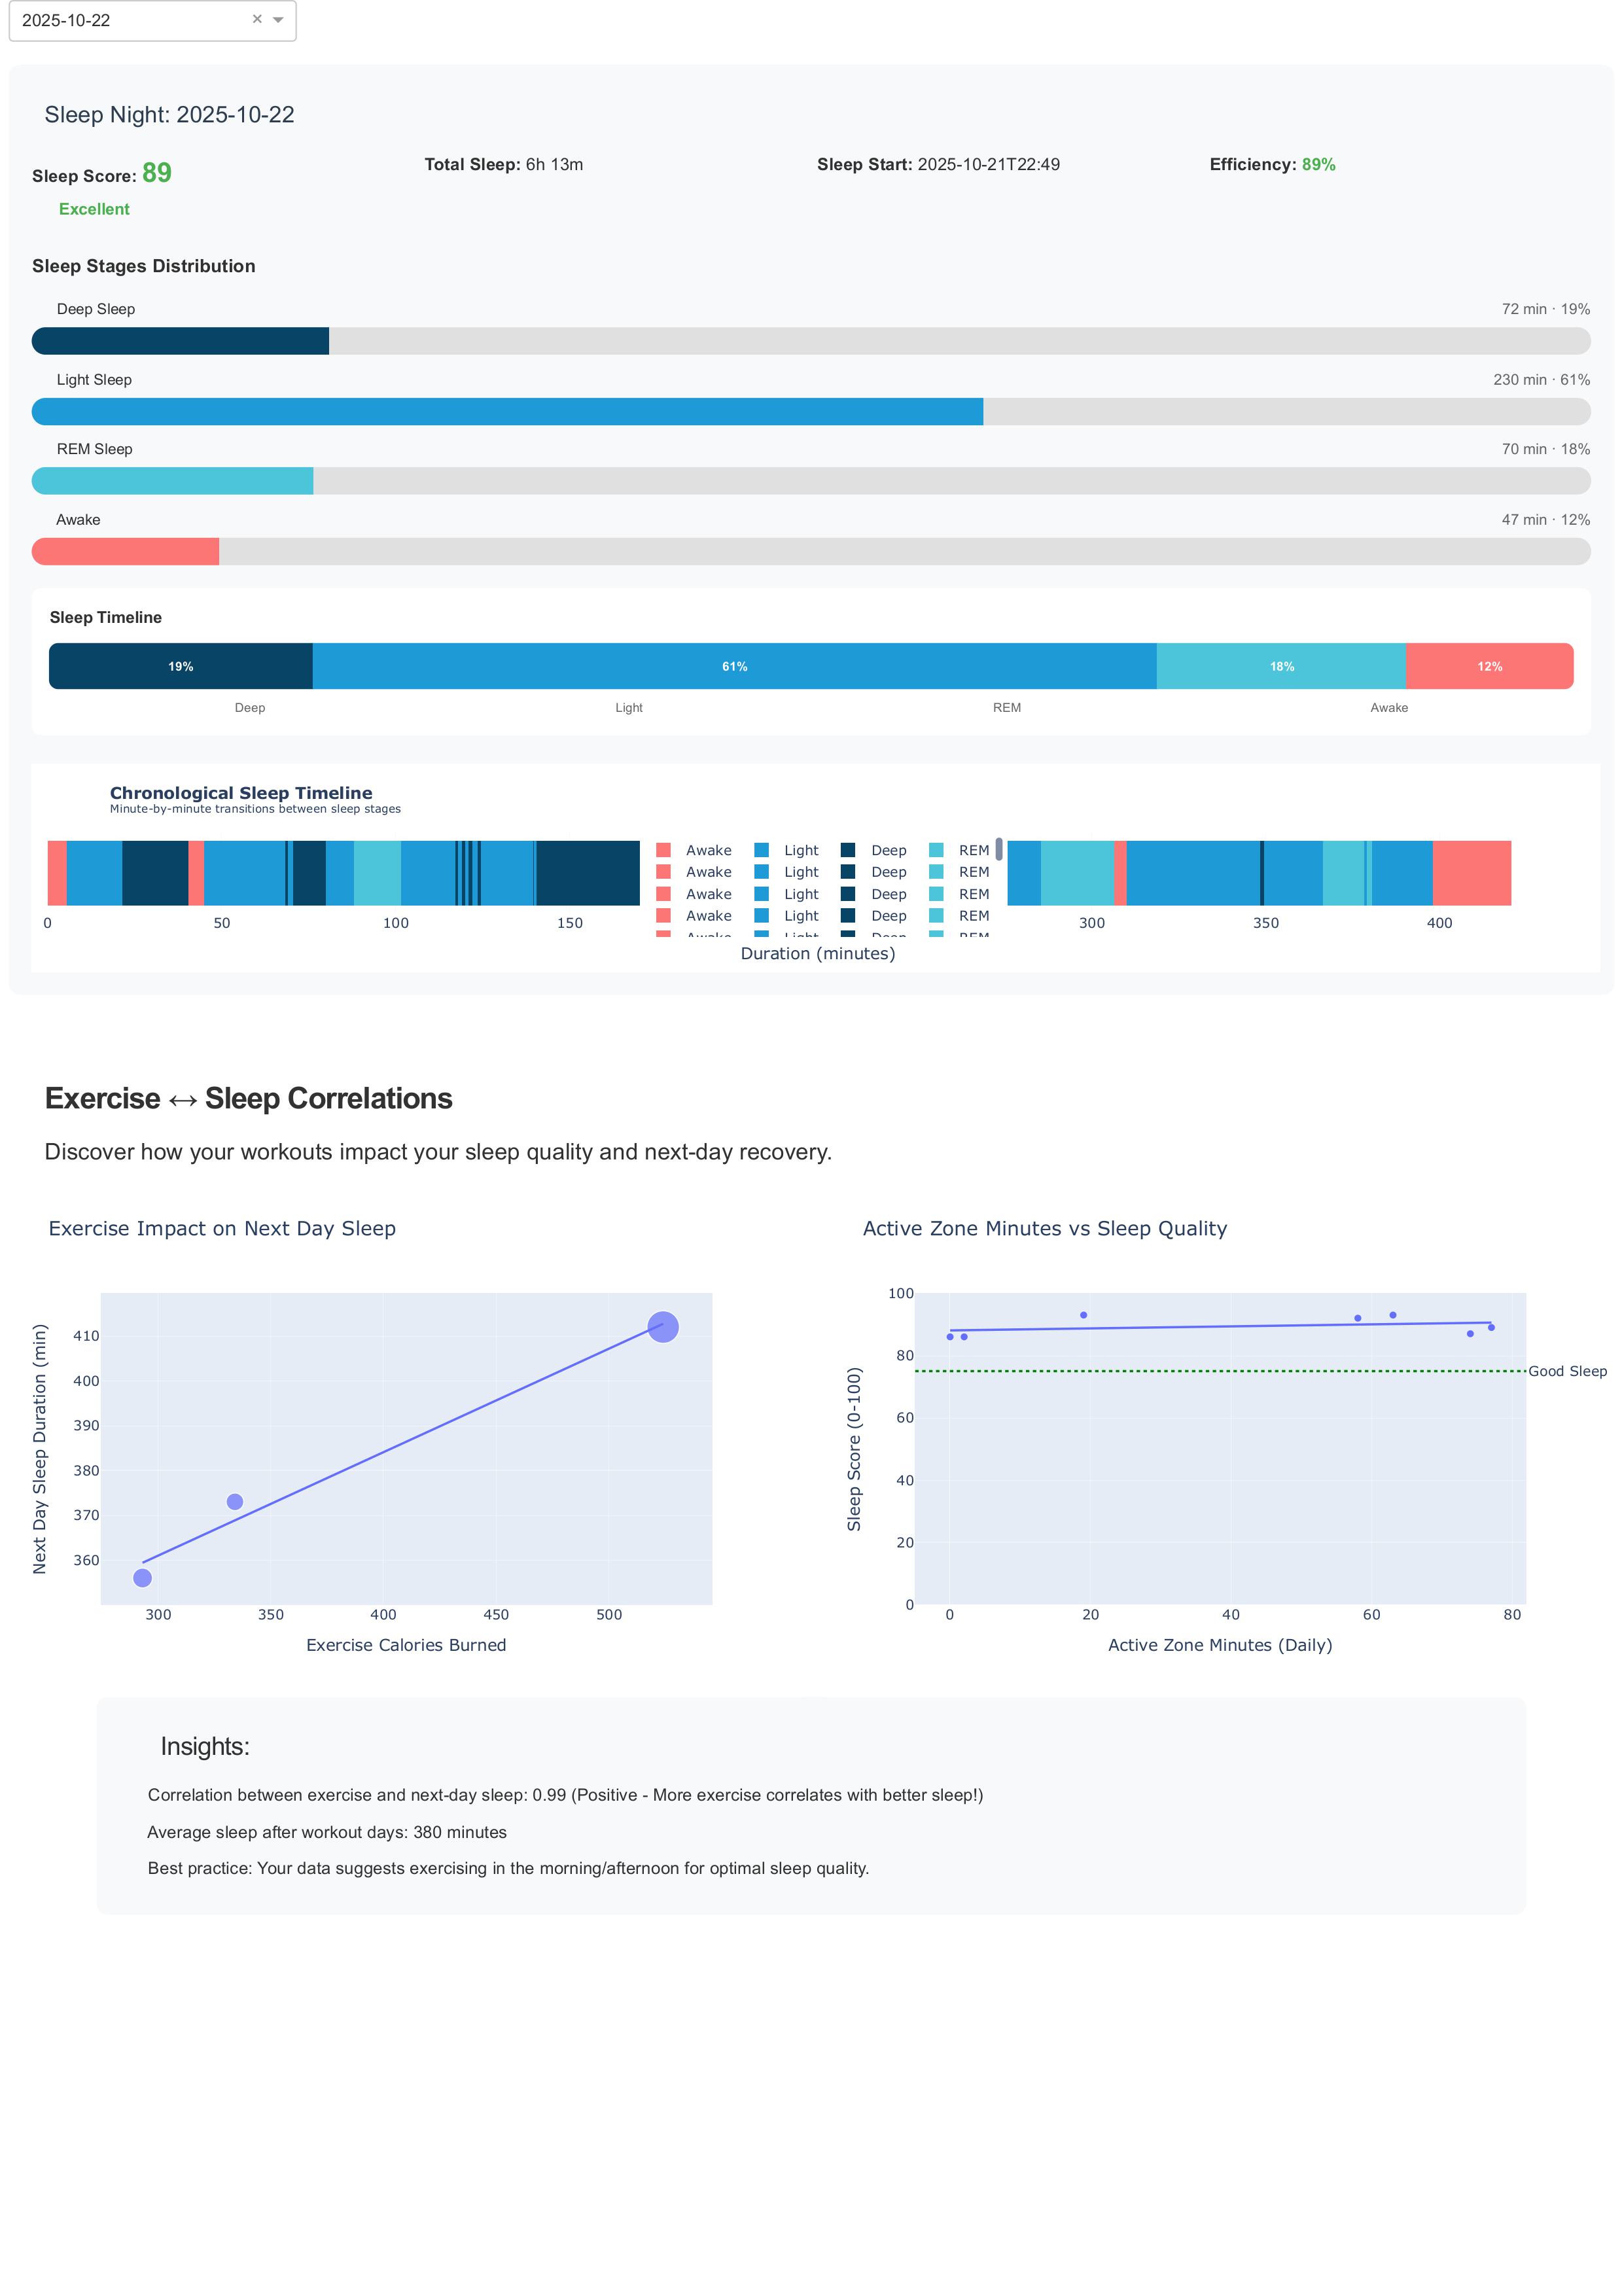 2025-10-22 × 
Sleep Night: 2025-10-22
Sleep Score: 89
Excellent
Total Sleep: 6h 13m
Sleep Start: 2025-10-21T22:49
Efficiency: 89%
Sleep Stages Distribution
Deep Sleep 72 min · 19%
Light Sleep 230 min · 61%
REM Sleep 70 min · 18%
Awake 47 min · 12%
Sleep Timeline
19% 61% 18% 12%
Deep Light REM Awake
Chronological Sleep Timeline
Minute-by-minute transitions between sleep stages
Awake Light Deep REM
Awake Light Deep REM
Awake Light Deep REM
Awake Light Deep REM
Awake Light Deep REM
0 50 100 150 300 350 400
Duration (minutes)
Exercise ↔ Sleep Correlations
Discover how your workouts impact your sleep quality and next-day recovery.
Exercise Impact on Next Day Sleep
Next Day Sleep Duration (min)
410
400
390
380
370
360
300 350 400 450 500
Exercise Calories Burned
Active Zone Minutes vs Sleep Quality
Sleep Score (0-100)
100
80
Good Sleep
60
40
20
0
0 20 40 60 80
Active Zone Minutes (Daily)
Insights:
Correlation between exercise and next-day sleep: 0.99 (Positive - More exercise correlates with better sleep!)
Average sleep after workout days: 380 minutes
Best practice: Your data suggests exercising in the morning/afternoon for optimal sleep quality.